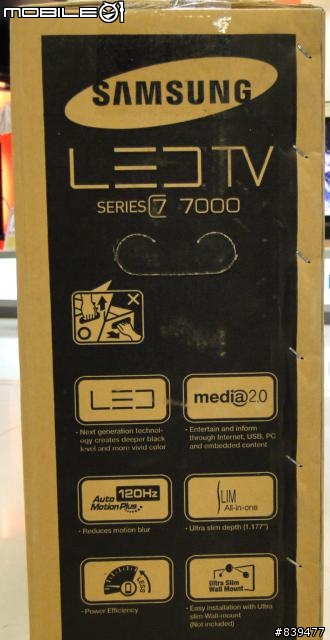 MOBILE01
SAMSUNG
LED TV
SERIES 7 7000
LED
· Next generation technol-
ogy creates deeper black
level and more vivid color
medi@2.0
· Entertain and inform
through Internet, USB, PC
and embedded content
Auto 120Hz
Motion Plus
· Reduces motion blur
SLIM
All-in-one
· Ultra slim depth (1.177")
LESS
· Power Efficiency
Ultra Slim
Wall Mount
· Easy installation with Ultra
slim Wall-mount
(Not included)
#839477